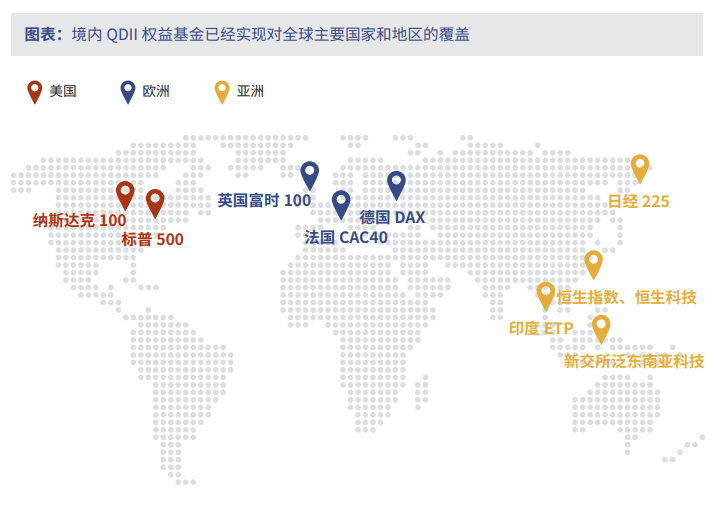 图表：境内 QDII 权益基金已经实现对全球主要国家和地区的覆盖
美国
欧洲
亚洲
英国富时 100
日经 225
纳斯达克 100
德国 DAX
标普 500
法国 CAC40
恒生指数、恒生科技
印度 ETP
新交所泛东南亚科技